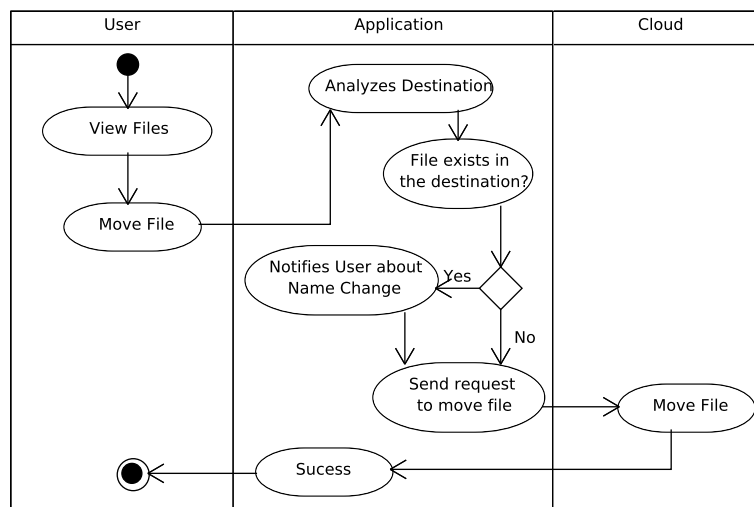 User
Application
Cloud
Analyzes Destination
View Files
File exists in
the destination?
Move File
Notifies User about
Name Change
Yes
No
Send request
to move file
Move File
Sucess